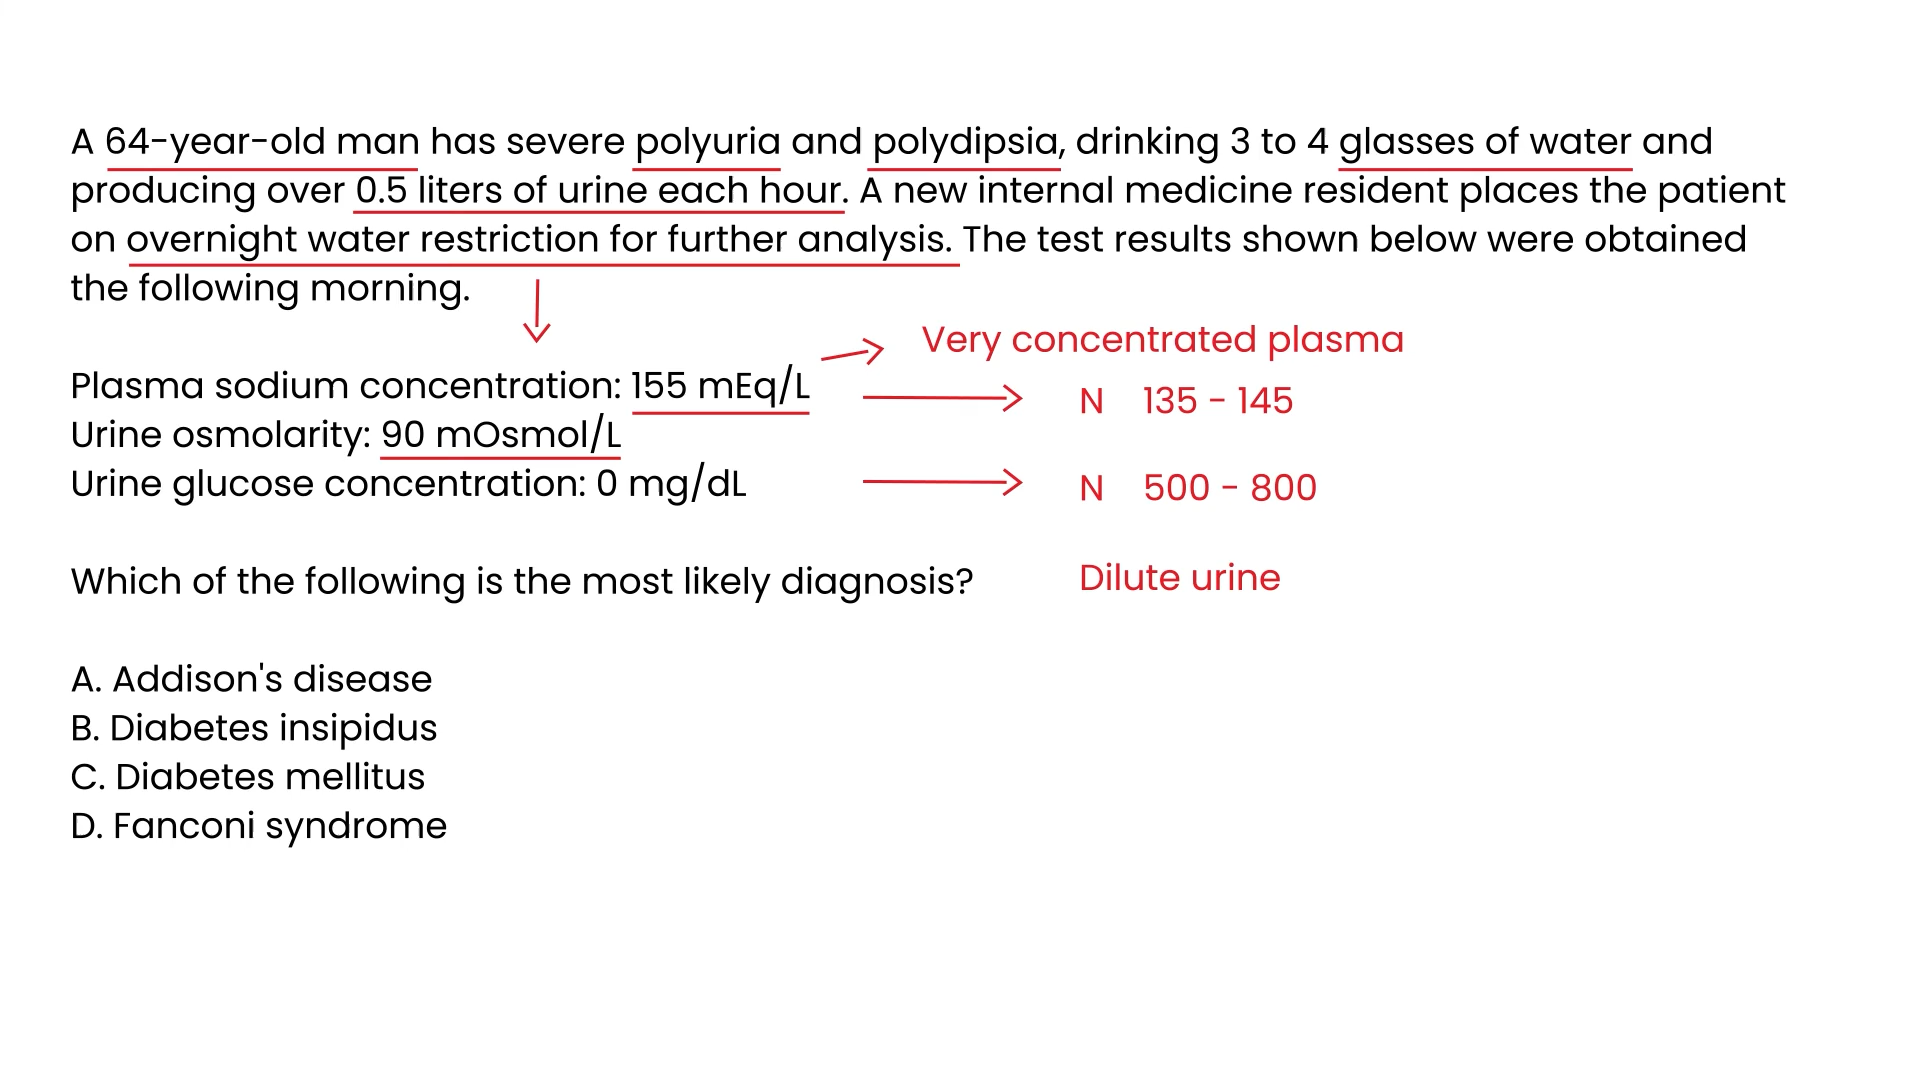 A 64-year-old man has severe polyuria and polydipsia, drinking 3 to 4 glasses of water and
producing over 0.5 liters of urine each hour. A new internal medicine resident places the patient
on overnight water restriction for further analysis. The test results shown below were obtained
the following morning.
Very concentrated plasma
Plasma sodium concentration: 155 mEq/L
N 135 - 145
Urine osmolarity: 90 mOsmol/L
Urine glucose concentration: 0 mg/dL
N 500 - 800
Which of the following is the most likely diagnosis?
Dilute urine
A. Addison's disease
B. Diabetes insipidus
C. Diabetes mellitus
D. Fanconi syndrome